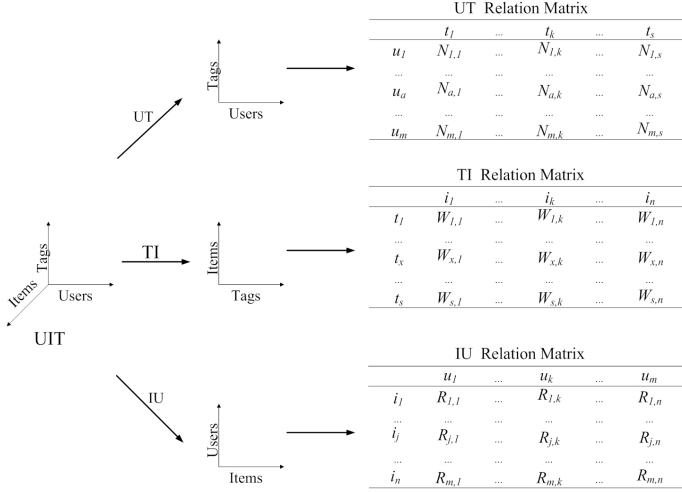 UT Relation Matrix
t1 ... tk ... ts
u1 N1,1 ... N1,k ... N1,s
... ... ... ... ... ...
ua Na,1 ... Na,k ... Na,s
... ... ... ... ... ...
um Nm,1 ... Nm,k ... Nm,s
Tags
Users
UT
TI Relation Matrix
i1 ... ik ... in
t1 W1,1 ... W1,k ... W1,n
... ... ... ... ... ...
tx Wx,1 ... Wx,k ... Wx,n
... ... ... ... ... ...
ts Ws,1 ... Ws,k ... Ws,n
Tags
Items
Users
UIT
TI
Items
Tags
IU Relation Matrix
u1 ... uk ... um
i1 R1,1 ... R1,k ... R1,n
... ... ... ... ... ...
ij Rj,1 ... Rj,k ... Rj,n
... ... ... ... ... ...
in Rm,1 ... Rm,k ... Rm,n
IU
Users
Items